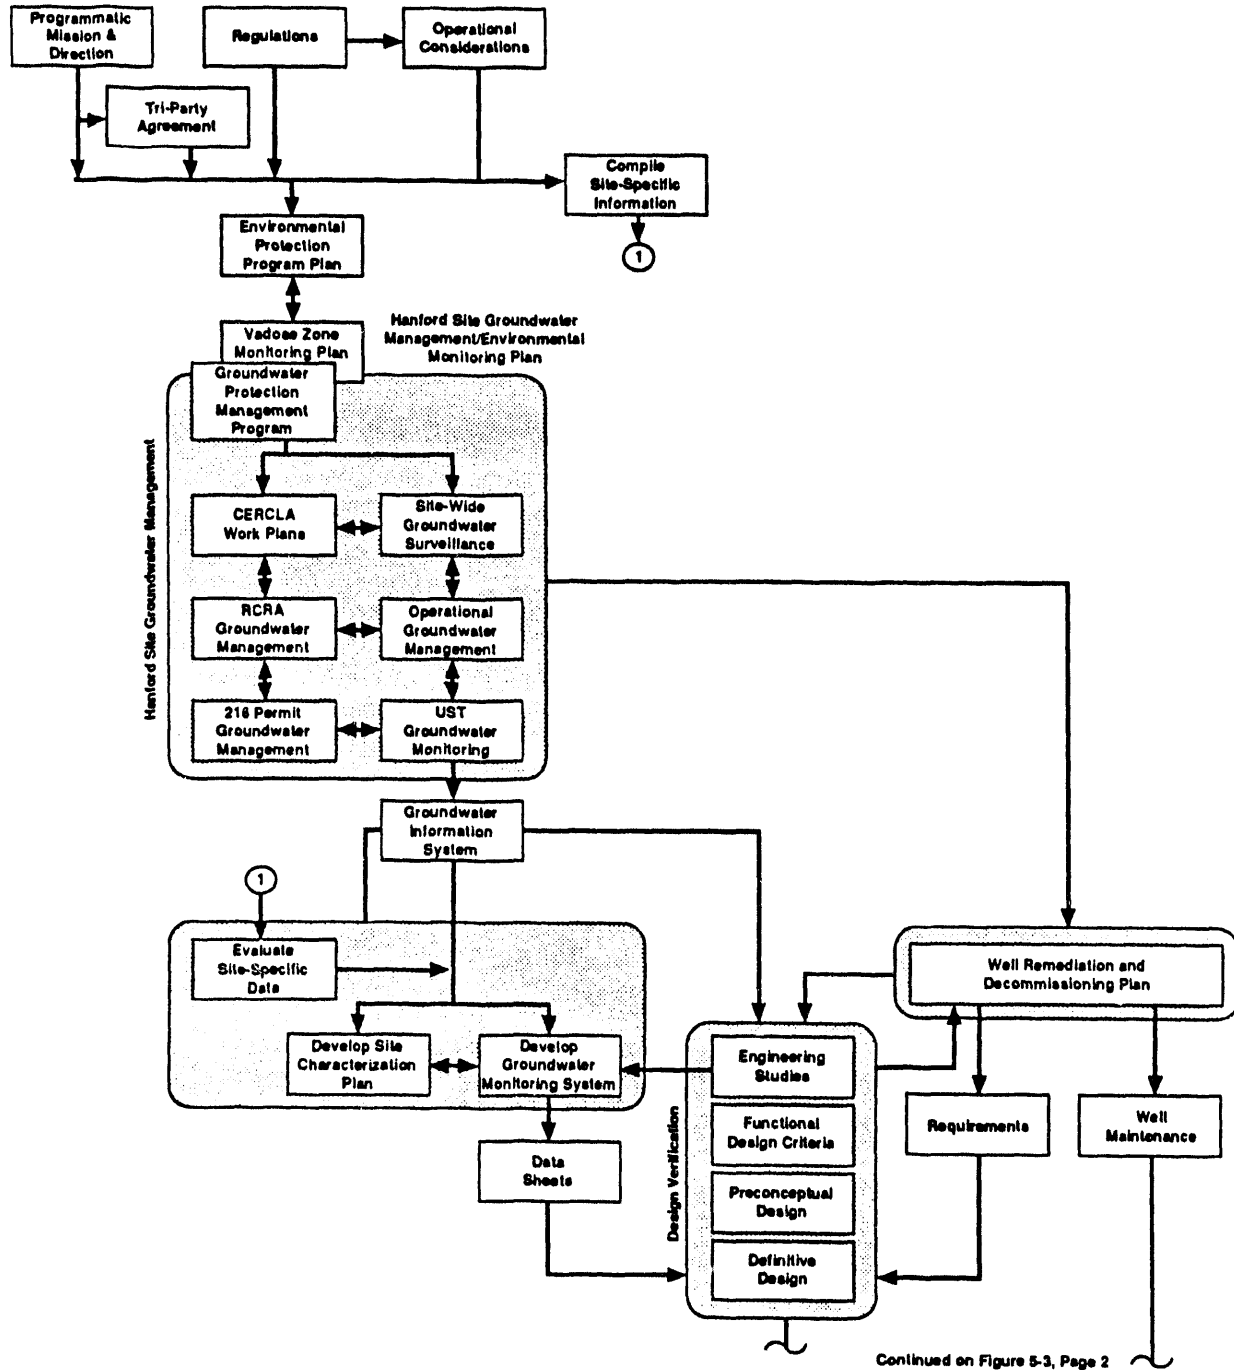 Programmatic
Mission &
Direction
Regulations
Operational
Considerations
Tri-Party
Agreement
Compile
Site-Specific
Information
1
Environmental
Protection
Program Plan
Vadose Zone
Monitoring Plan
Hanford Site Groundwater
Management/Environmental
Monitoring Plan
Groundwater
Protection
Management
Program
Hanford Site Groundwater Management
CERCLA
Work Plans
Site-Wide
Groundwater
Surveillance
RCRA
Groundwater
Management
Operational
Groundwater
Management
216 Permit
Groundwater
Management
UST
Groundwater
Monitoring
Groundwater
Information
System
1
Evaluate
Site-Specific
Data
Develop Site
Characterization
Plan
Develop
Groundwater
Monitoring System
Data
Sheets
Well Remediation and
Decommissioning Plan
Design Verification
Engineering
Studies
Functional
Design Criteria
Preconceptual
Design
Definitive
Design
Requirements
Well
Maintenance
Continued on Figure 5-3, Page 2